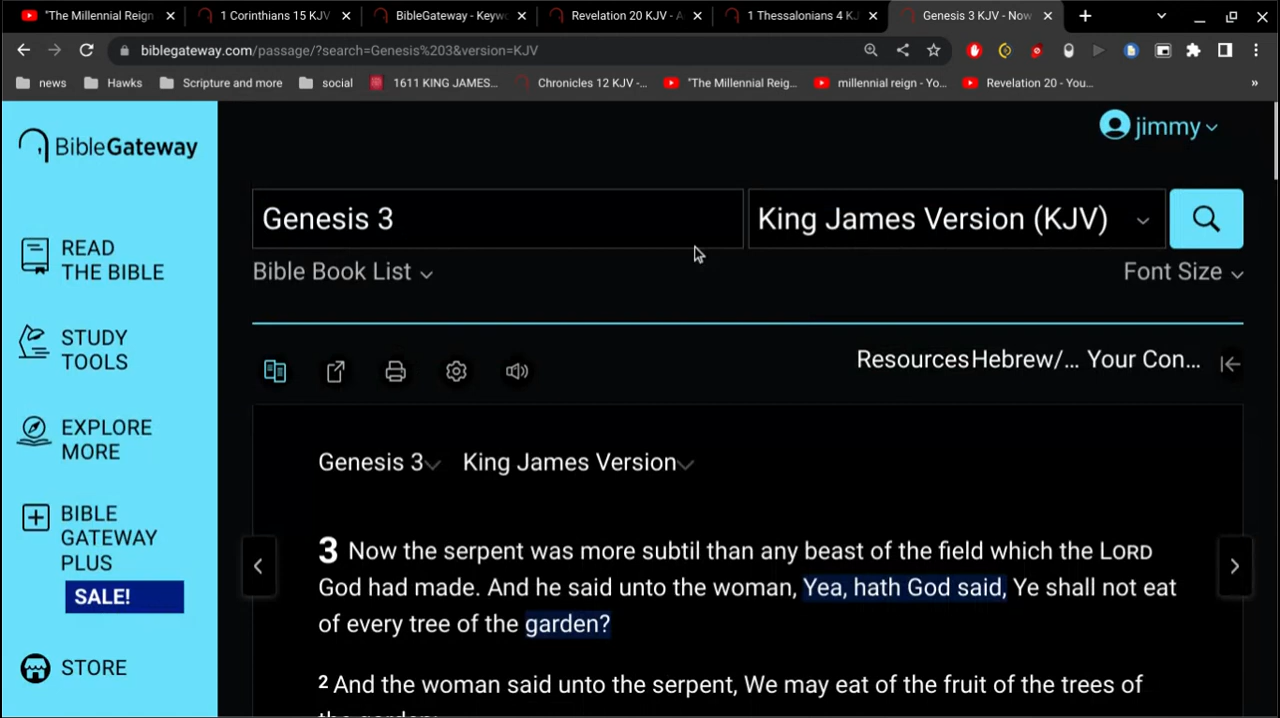 "The Millennial Reign
1 Corinthians 15 KJV
BibleGateway - Keyw
Revelation 20 KJV - A
1 Thessalonians 4 KJ
Genesis 3 KJV - Now
biblegateway.com/passage/?search=Genesis%203&version=KJV
news
Hawks
Scripture and more
social
1611 KING JAMES...
Chronicles 12 KJV -...
"The Millennial Reig...
millennial reign - Yo...
Revelation 20 - You...
»
BibleGateway
jimmy
Genesis 3
King James Version (KJV)
Bible Book List
Font Size
READ
THE BIBLE
STUDY
TOOLS
EXPLORE
MORE
BIBLE
GATEWAY
PLUS
SALE!
STORE
Resources Hebrew/... Your Con...
Genesis 3 King James Version
3 Now the serpent was more subtil than any beast of the field which the LORD
God had made. And he said unto the woman, Yea, hath God said, Ye shall not eat
of every tree of the garden?
2 And the woman said unto the serpent, We may eat of the fruit of the trees of
the garden: